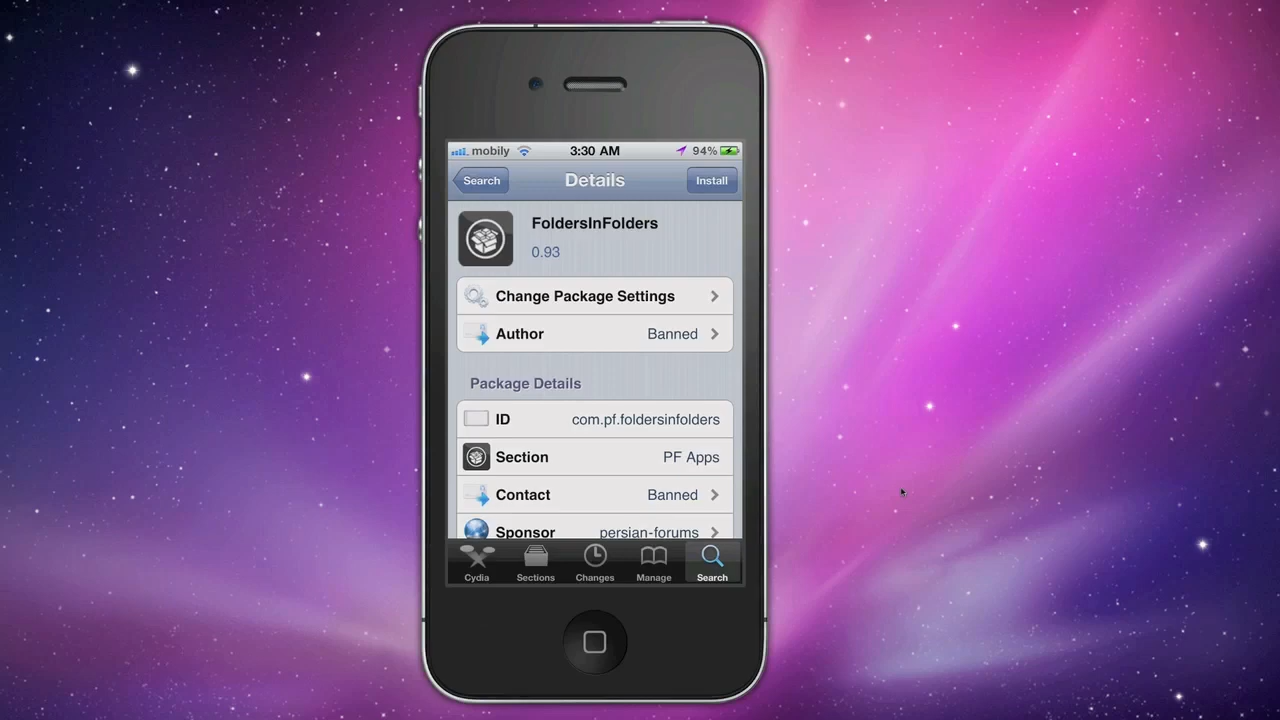 mobily 3:30 AM 94%
Search Details Install
FoldersInFolders
0.93
Change Package Settings
Author Banned
Package Details
ID com.pf.foldersinfolders
Section PF Apps
Contact Banned
Sponsor persian-forums
Cydia Sections Changes Manage Search